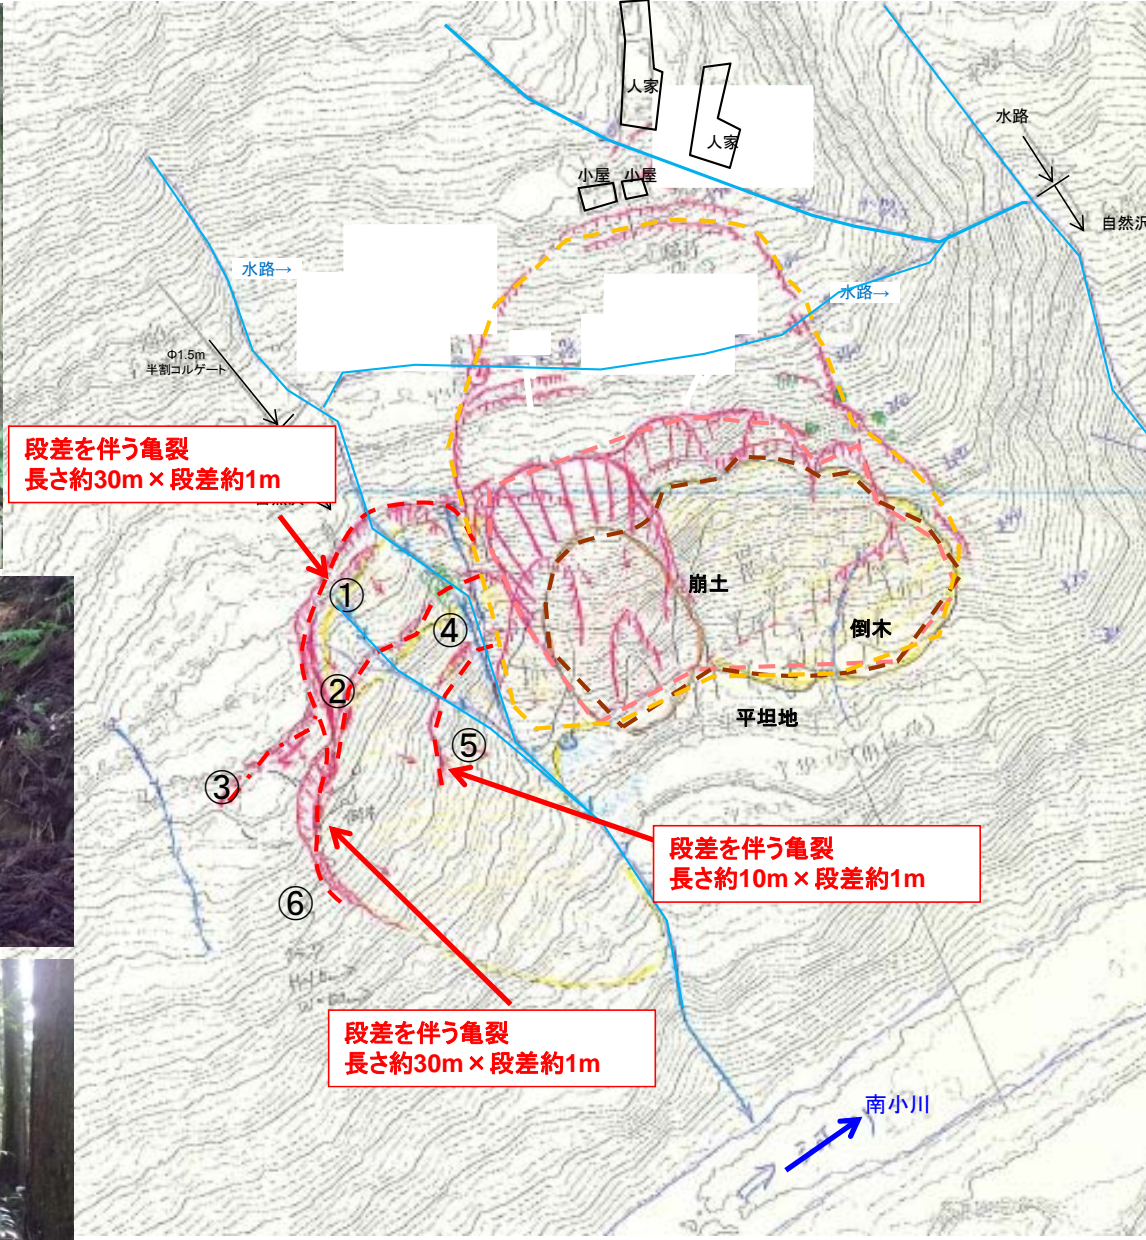 人家
人家
水路
小屋 小屋
自然沢
水路→
水路→
Φ1.5m
半割コルゲート
段差を伴う亀裂
長さ約30m×段差約1m
①
崩土
④
倒木
②
平坦地
⑤
③
段差を伴う亀裂
長さ約10m×段差約1m
⑥
段差を伴う亀裂
長さ約30m×段差約1m
南小川